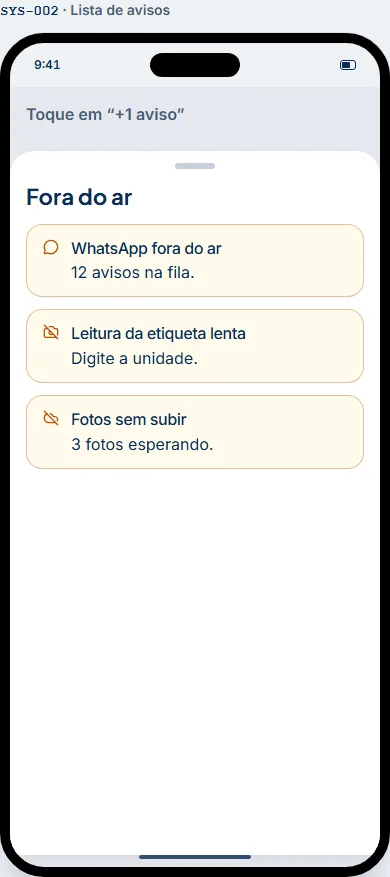 SYS-002 · Lista de avisos
9:41
Toque em “+1 aviso”
Fora do ar
WhatsApp fora do ar
12 avisos na fila.
Leitura da etiqueta lenta
Digite a unidade.
Fotos sem subir
3 fotos esperando.